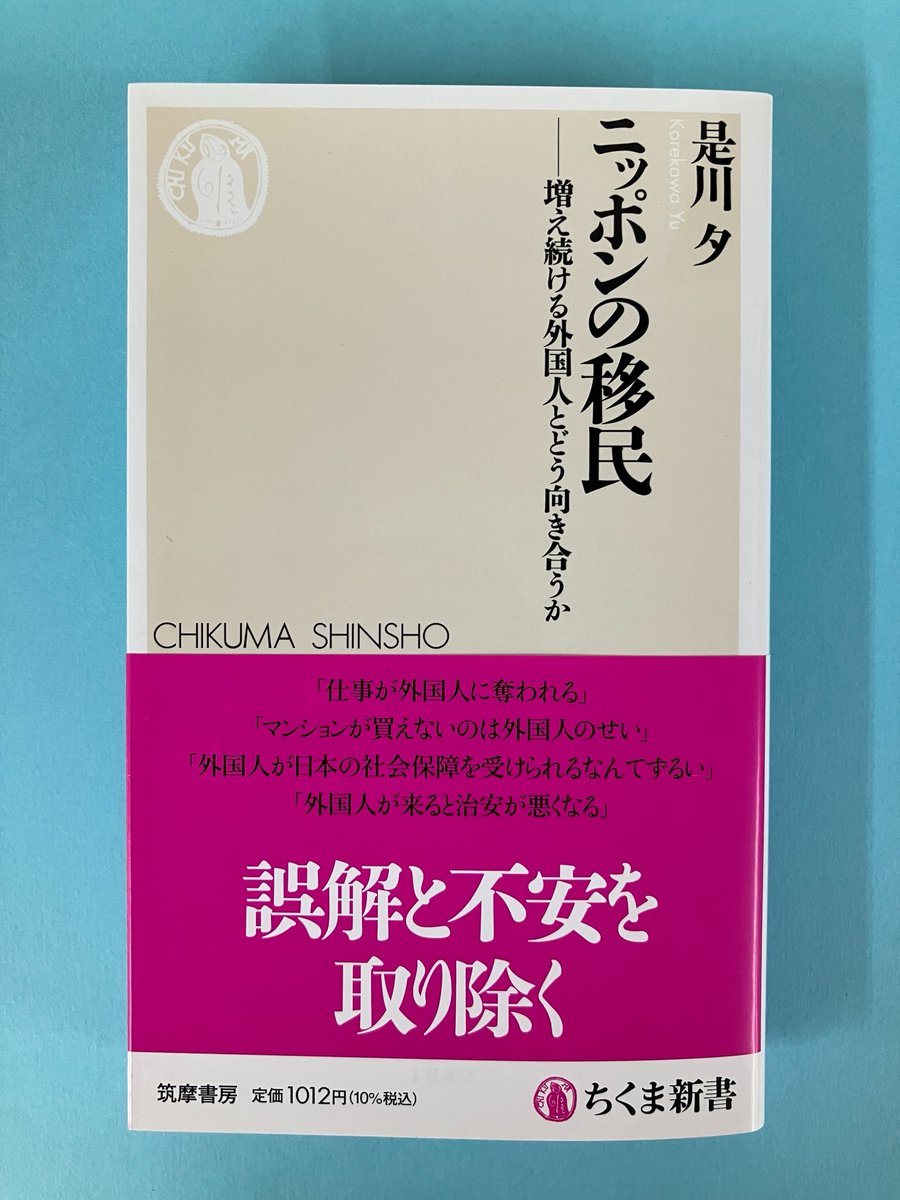 是川 夕
Korekawa Yu
ニッポンの移民
──増え続ける外国人とどう向き合うか
CHIKUMA
CHIKUMA SHINSHO
「仕事が外国人に奪われる」
「マンションが買えないのは外国人のせい」
「外国人が日本の社会保障を受けられるなんてずるい」
「外国人が来ると治安が悪くなる」
誤解と不安を
取り除く
筑摩書房 定価1012円(10%税込)
ちくま新書